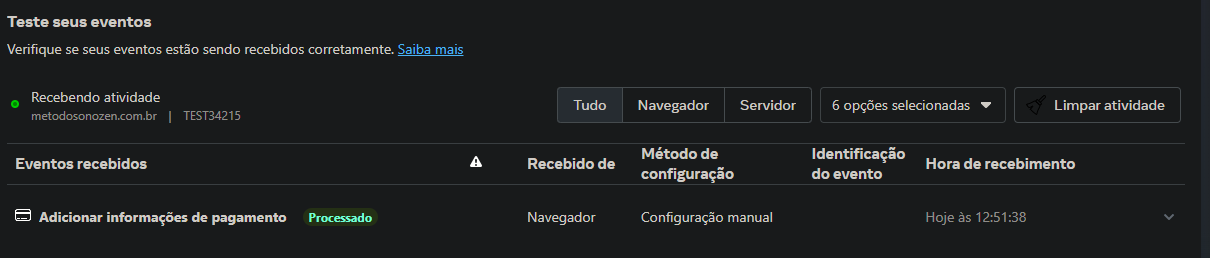 Teste seus eventos
Verifique se seus eventos estão sendo recebidos corretamente. Saiba mais
Recebendo atividade
metodosonozen.com.br | TEST34215
Tudo Navegador Servidor 6 opções selecionadas Limpar atividade
Eventos recebidos Recebido de Método de configuração Identificação do evento Hora de recebimento
Adicionar informações de pagamento Processado Navegador Configuração manual Hoje às 12:51:38